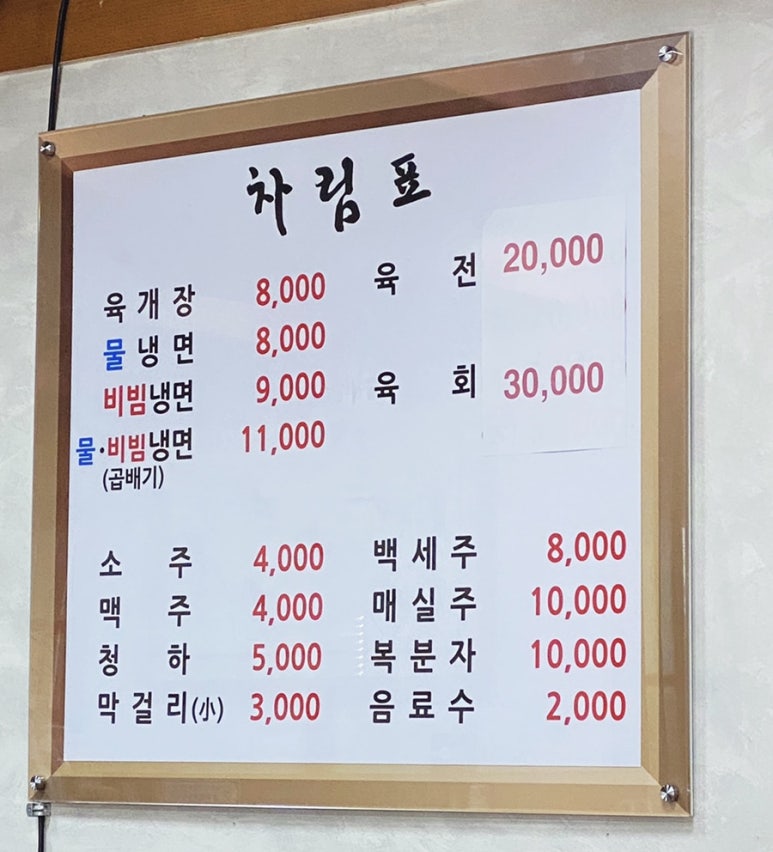 차림표
육개장 8,000
물냉면 8,000
비빔냉면 9,000
물·비빔냉면 11,000
(곱배기)
육전 20,000
육회 30,000
소주 4,000
맥주 4,000
청하 5,000
막걸리(小) 3,000
백세주 8,000
매실주 10,000
복분자 10,000
음료수 2,000